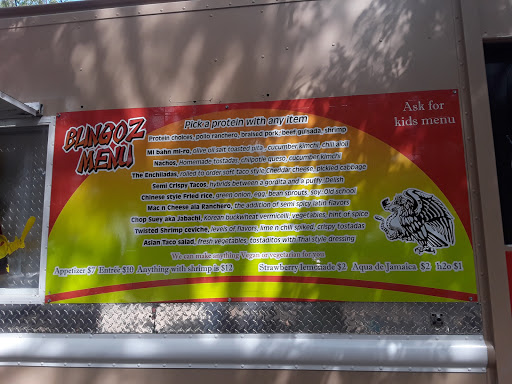 BLINGOZ
MENU
Pick a protein with any item
Protein choices, pollo ranchero, braised pork, beef guisada, shrimp
Mi bahn mi-ro, olive oil salt toasted pita - cucumber, kimchi, chili aioli
Nachos, Homemade tostadas, chilpotle queso, cucumber, kimchi
The Enchiladas, rolled to order soft taco style, Cheddar cheese, pickled cabbage
Semi Crispy Tacos, hybrids between a gordita and a puffy. Delish
Chinese style Fried rice, green onion, egg, bean sprouts, soy. Old school
Mac n Cheese ala Ranchero, the addition of semi spicy latin flavors
Chop Suey aka Jabachi, Korean buckwheat vermicelli, vegetables, hint of spice
Twisted Shrimp ceviche, levels of flavors, lime n chili spiked, crispy tostadas
Asian Taco salad, fresh vegetables, tostaditos with Thai style dressing
We can make anything Vegan or vegetarian for you
Appetizer $7 Entree $10 Anything with shrimp is $12 Strawberry lemonade $2 Aqua de Jamaica $2 h2o $1
Ask for
kids menu